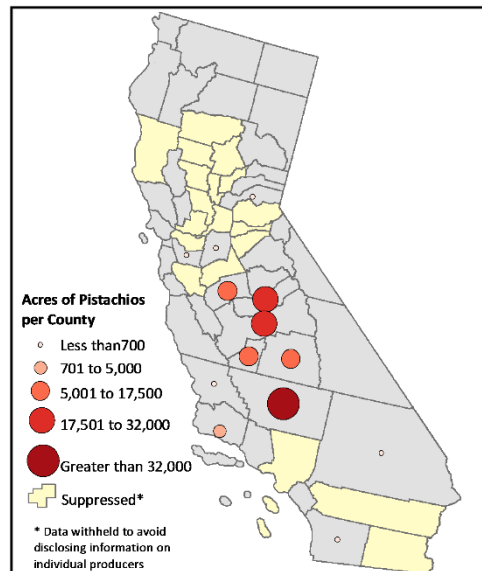 Acres of Pistachios
per County
Less than700
701 to 5,000
5,001 to 17,500
17,501 to 32,000
Greater than 32,000
Suppressed*
* Data withheld to avoid
disclosing information on
individual producers